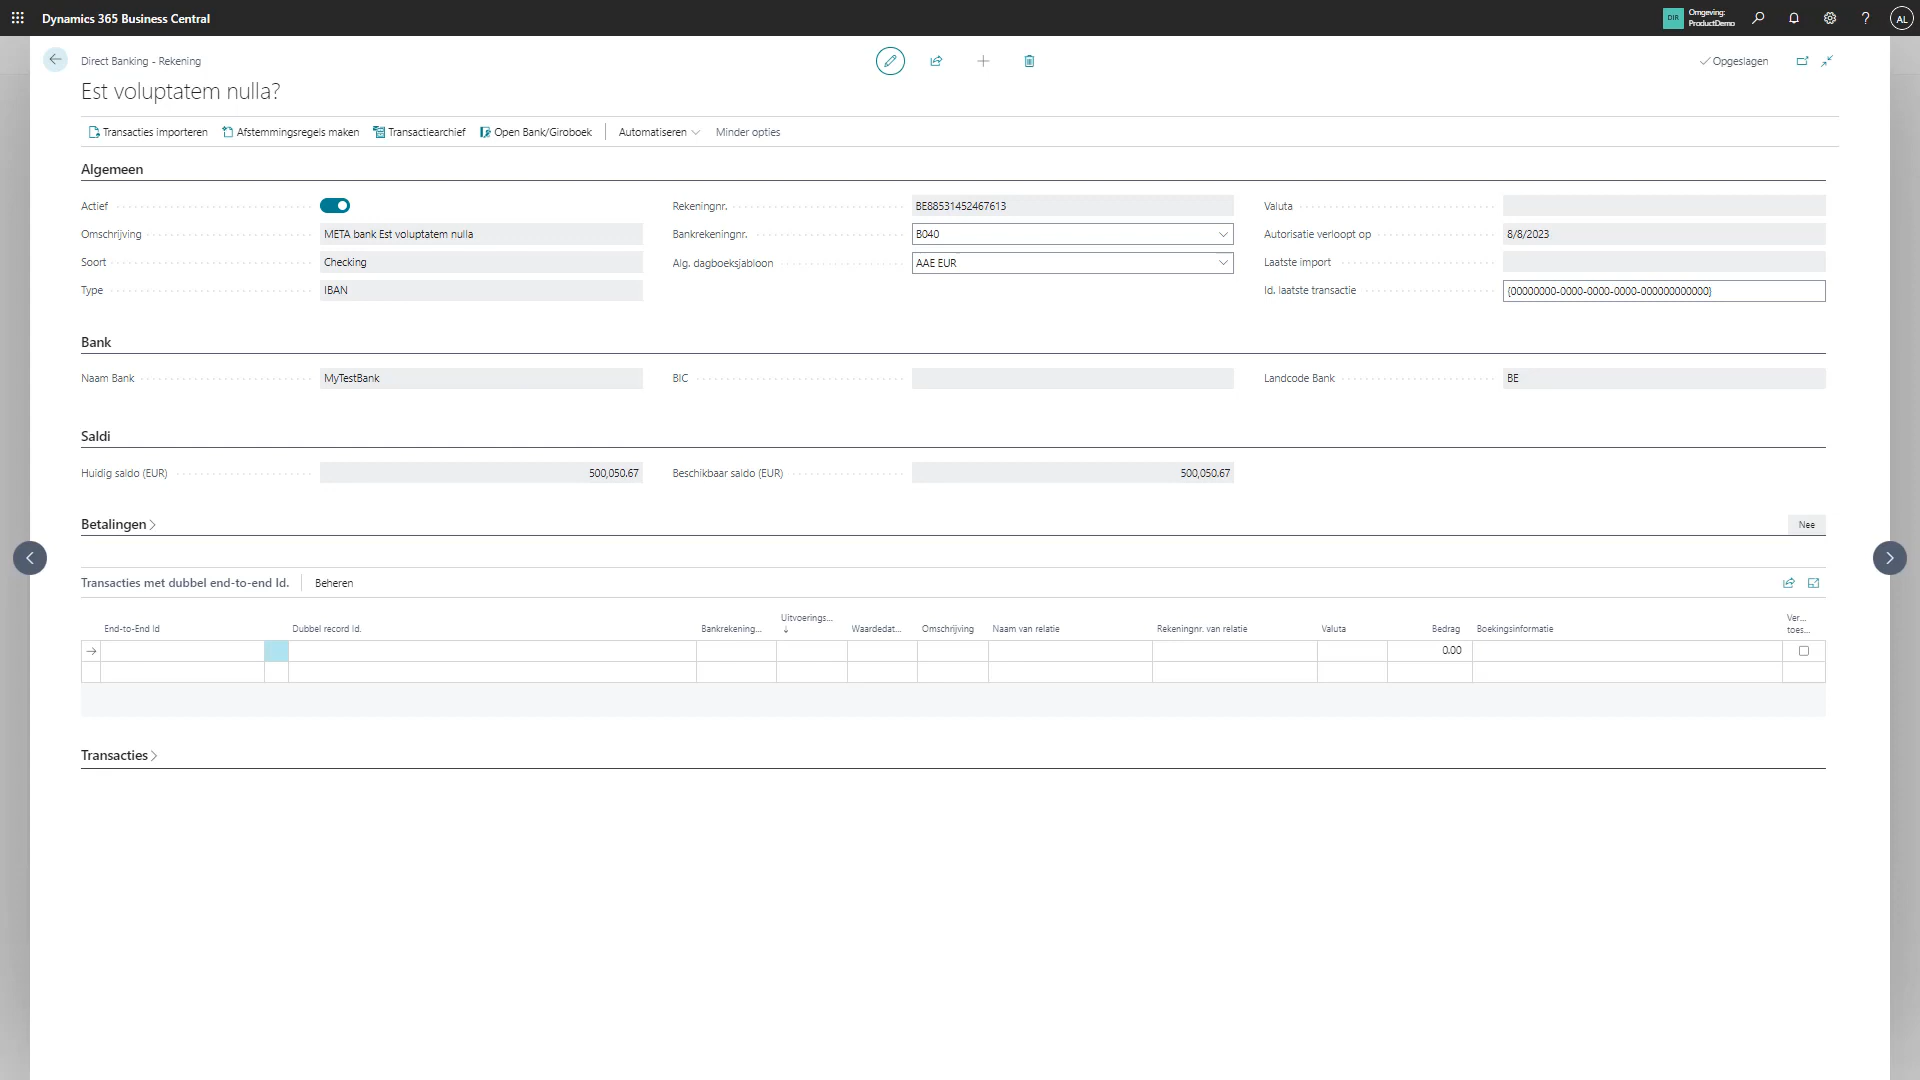 Dynamics 365 Business Central
DIR
Omgeving:
ProductDemo
?
AL
Direct Banking - Rekening
Opgeslagen
Est voluptatem nulla?
Transacties importeren Afstemmingsregels maken Transactiearchief Open Bank/Giroboek Automatiseren Minder opties
Algemeen
Actief
Rekeningnr. BE88531452467613
Valuta
Omschrijving META bank Est voluptatem nulla
Bankrekeningnr. B040
Autorisatie verloopt op 8/8/2023
Soort Checking
Alg. dagboeksjabloon AAE EUR
Laatste import
Type IBAN
Id. laatste transactie {00000000-0000-0000-0000-000000000000}
Bank
Naam Bank MyTestBank
BIC
Landcode Bank BE
Saldi
Huidig saldo (EUR) 500,050.67
Beschikbaar saldo (EUR) 500,050.67
Betalingen
Nee
Transacties met dubbel end-to-end Id. Beheren
End-to-End Id Dubbel record Id. Bankrekening... Uitvoerings... Waardedat... Omschrijving Naam van relatie Rekeningnr. van relatie Valuta Bedrag Boekingsinformatie Ver... toes...
0.00
Transacties